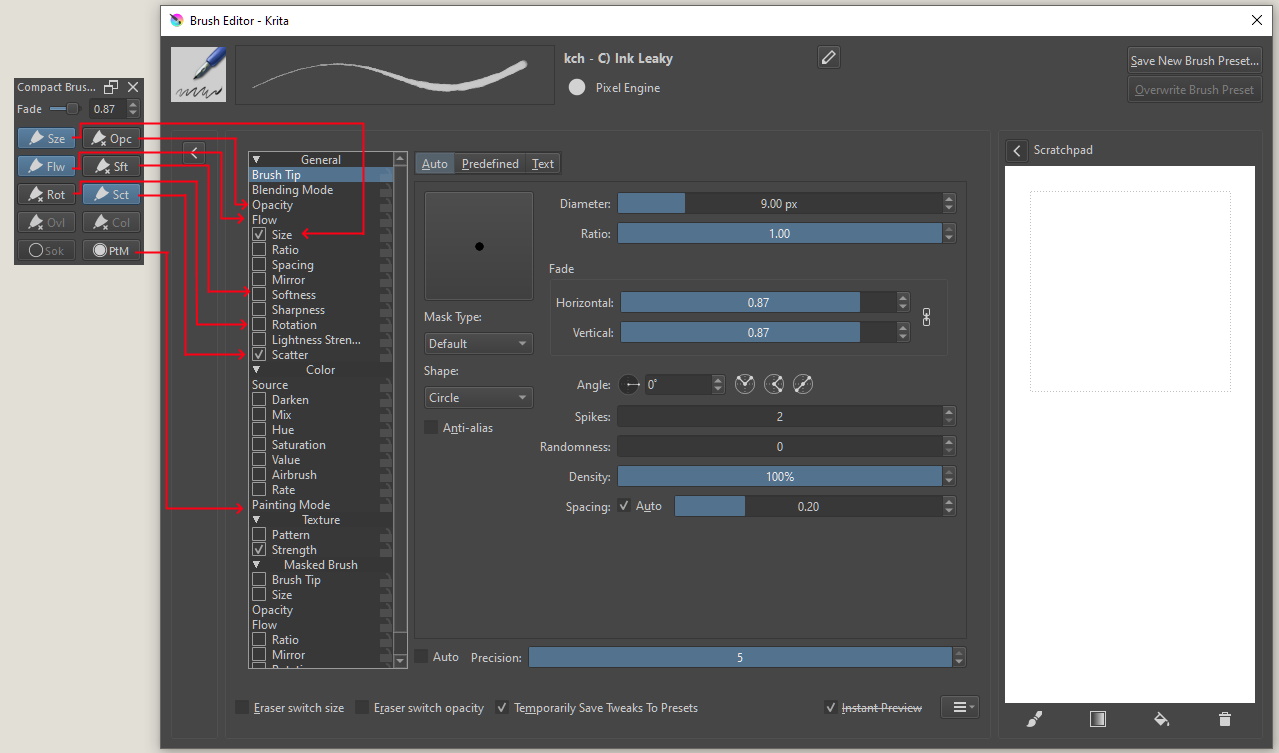 Brush Editor - Krita
Compact Brus...
Fade 0.87
Sze Opc
Flw Sft
Rot Sct
Ovl Col
Sok PtM
kch - C) Ink Leaky
Pixel Engine
Save New Brush Preset...
Overwrite Brush Preset
General
Brush Tip
Blending Mode
Opacity
Flow
Size
Ratio
Spacing
Mirror
Softness
Sharpness
Rotation
Lightness Stren...
Scatter
Color
Source
Darken
Mix
Hue
Saturation
Value
Airbrush
Rate
Painting Mode
Texture
Pattern
Strength
Masked Brush
Brush Tip
Size
Opacity
Flow
Ratio
Mirror
Auto Predefined Text
Mask Type:
Default
Shape:
Circle
Anti-alias
Diameter: 9.00 px
Ratio: 1.00
Fade
Horizontal: 0.87
Vertical: 0.87
Angle: 0°
Spikes: 2
Randomness: 0
Density: 100%
Spacing: Auto 0.20
Auto Precision: 5
Eraser switch size Eraser switch opacity Temporarily Save Tweaks To Presets Instant Preview
Scratchpad